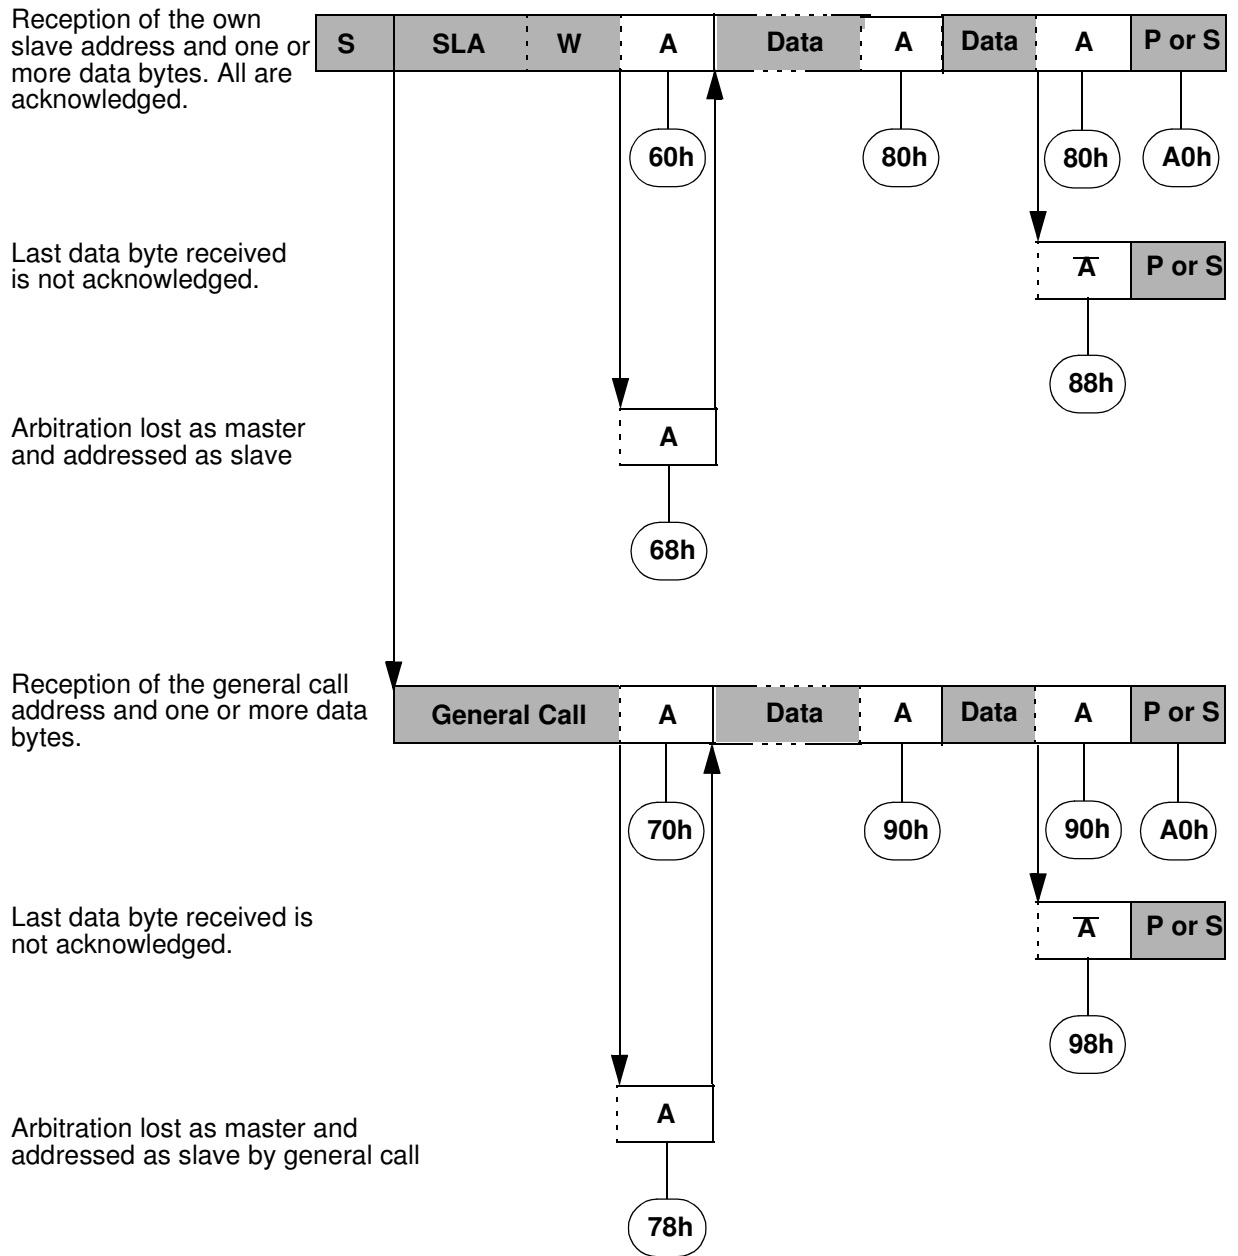 Reception of the own
slave address and one or
more data bytes. All are
acknowledged.
S SLA W A Data A Data A P or S
60h 80h 80h A0h
Last data byte received
is not acknowledged.
A̅ P or S
88h
Arbitration lost as master
and addressed as slave
A
68h
Reception of the general call
address and one or more data
bytes.
General Call A Data A Data A P or S
70h 90h 90h A0h
Last data byte received is
not acknowledged.
A̅ P or S
98h
A
Arbitration lost as master and
addressed as slave by general call
78h